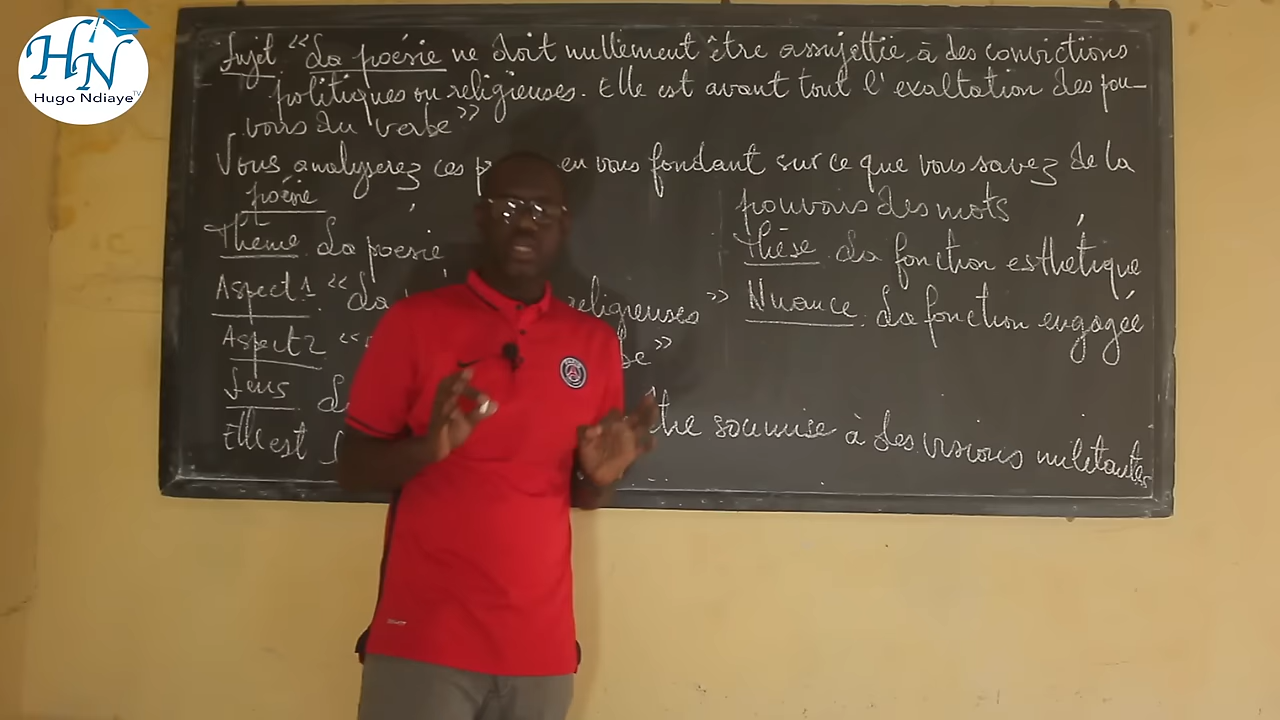 HN
Hugo Ndiaye TV
Sujet "La poésie ne doit nullement être assujettie à des convictions
politiques ou religieuses. Elle est avant tout l'exaltation des pou-
voirs du verbe"
Vous analyserez ces en vous fondant sur ce que vous savez de la
poésie
pouvoirs des mots
Thème La poésie
Thèse La fonction esthétique
Aspect 1 "La religieuses"
Nuance. La fonction engagée
Aspect 2 "
Sens
Elle est être soumise à des visions militantes